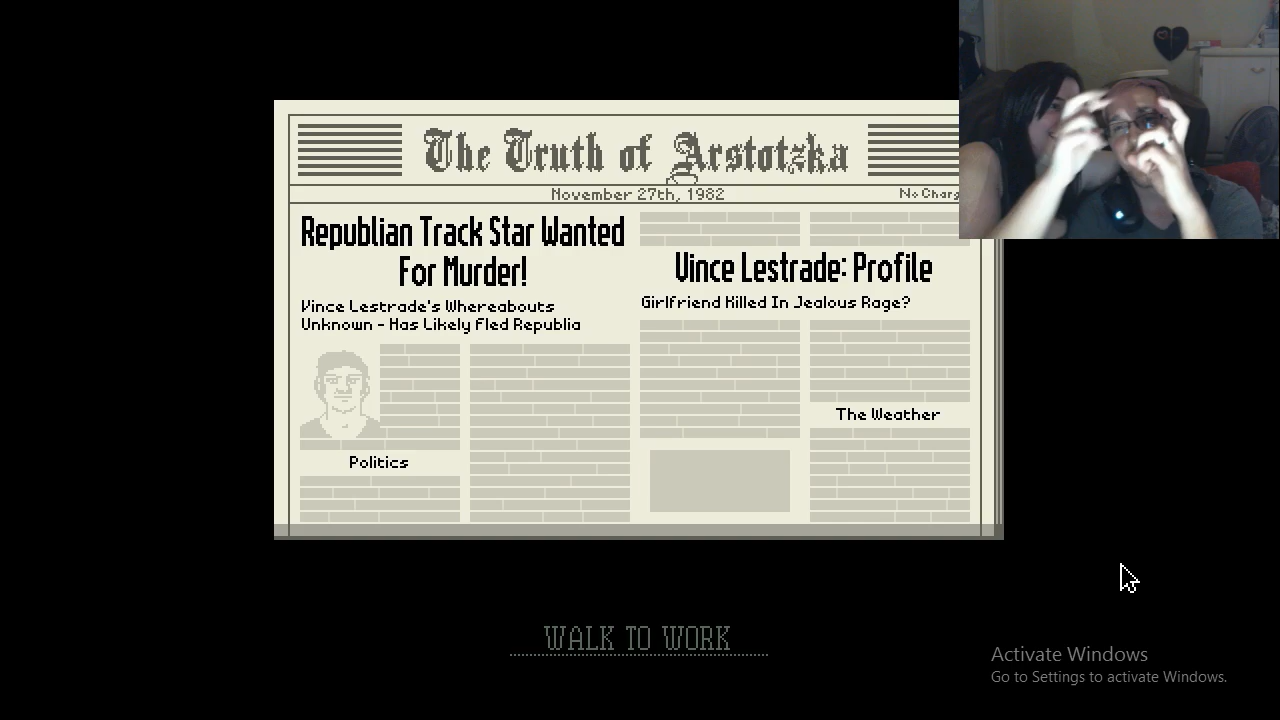 The Truth of Arstotzka
November 27th, 1982
No Charg
Republian Track Star Wanted
For Murder!
Vince Lestrade's Whereabouts
Unknown - Has Likely Fled Republia
Politics
Vince Lestrade: Profile
Girlfriend Killed In Jealous Rage?
The Weather
WALK TO WORK
Activate Windows
Go to Settings to activate Windows.